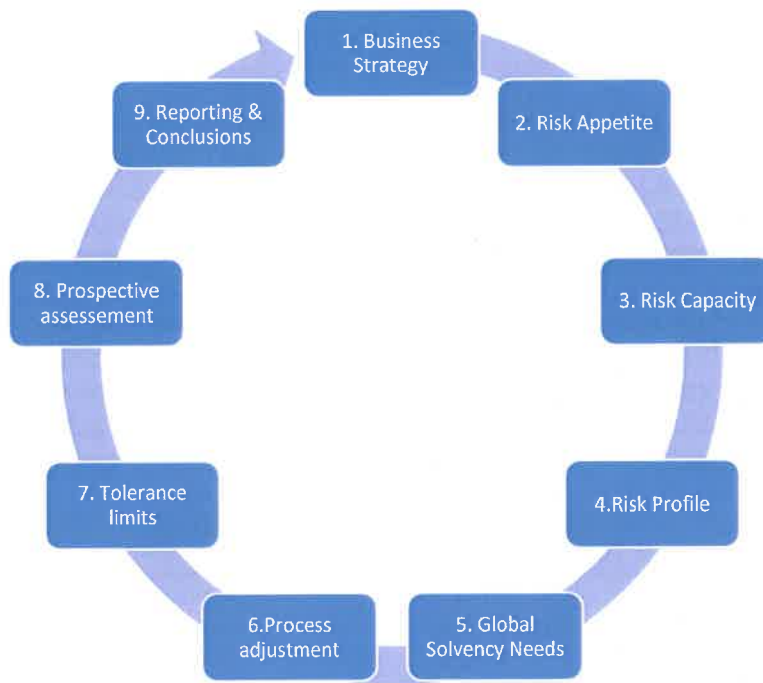 1. Business
Strategy
2. Risk Appetite
3. Risk Capacity
4.Risk Profile
5. Global
Solvency Needs
6.Process
adjustment
7. Tolerance
limits
8. Prospective
assessement
9. Reporting &
Conclusions